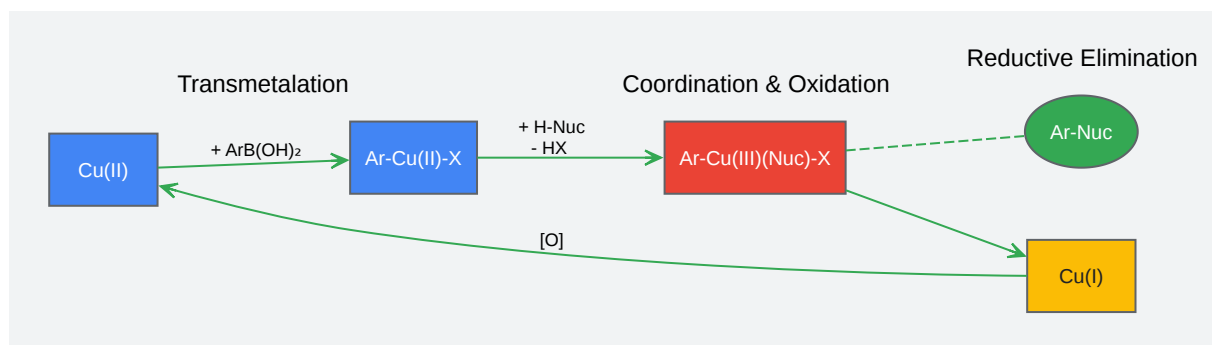 Reductive Elimination
Transmetalation
Coordination & Oxidation
Cu(II)
+ ArB(OH)₂
Ar-Cu(II)-X
+ H-Nuc
- HX
Ar-Cu(III)(Nuc)-X
Ar-Nuc
[O]
Cu(I)